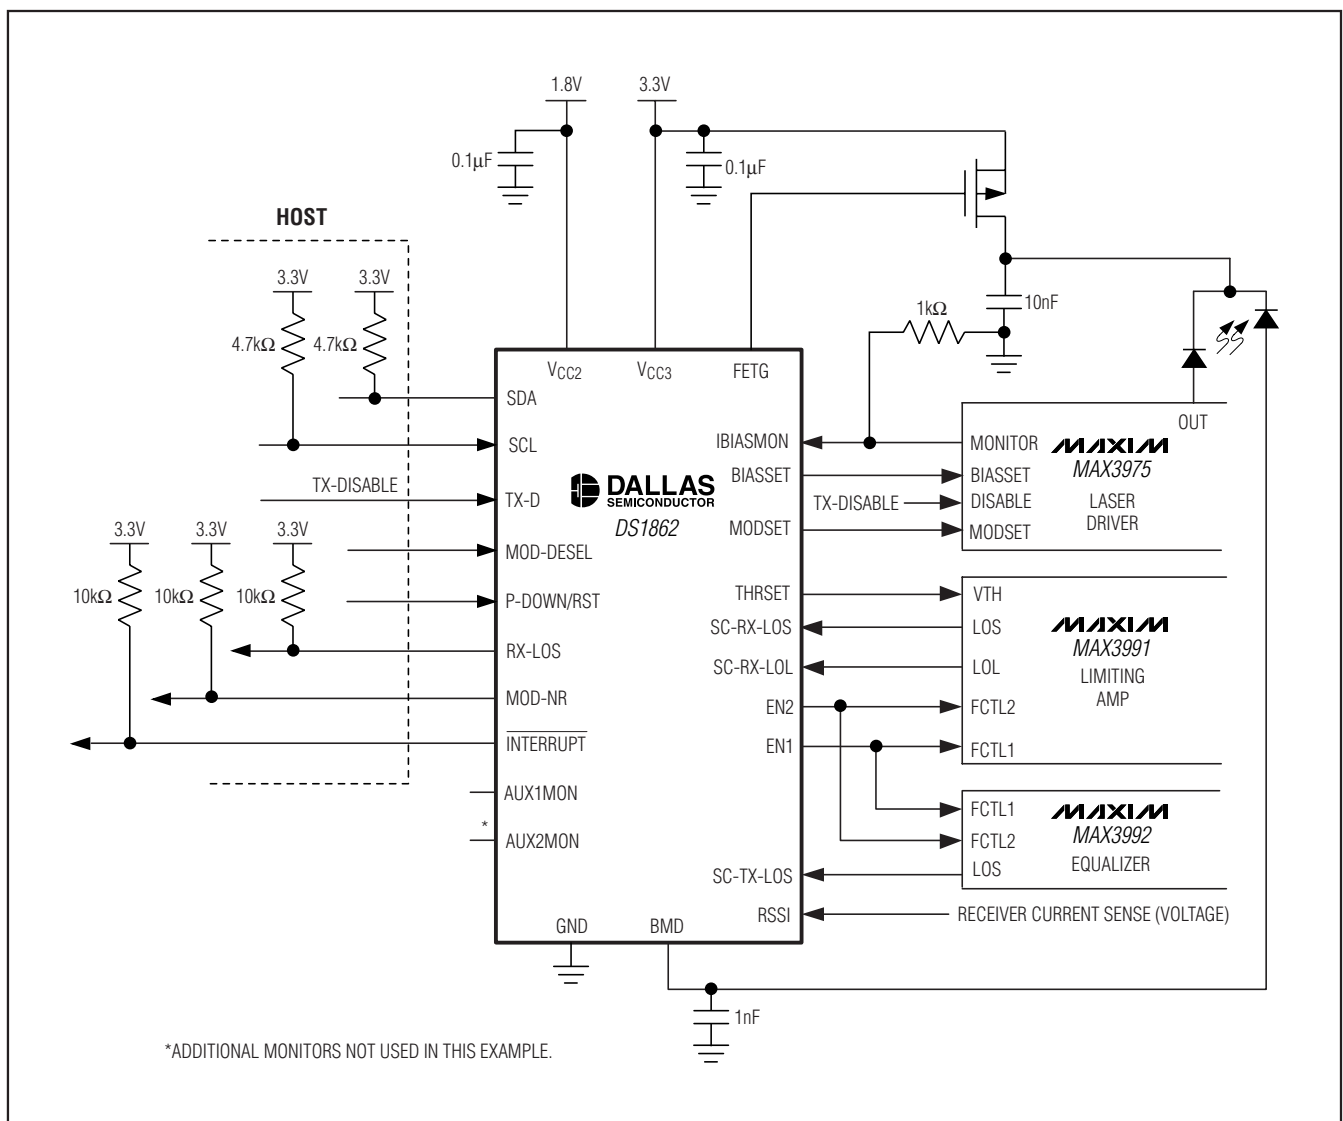 1.8V
3.3V
0.1µF
0.1µF
HOST
3.3V
3.3V
4.7kΩ
4.7kΩ
1kΩ
10nF
VCC2
VCC3
FETG
SDA
SCL
TX-DISABLE
TX-D
MOD-DESEL
P-DOWN/RST
3.3V
3.3V
3.3V
10kΩ
10kΩ
10kΩ
RX-LOS
MOD-NR
INTERRUPT
AUX1MON
*
AUX2MON
DALLAS
SEMICONDUCTOR
DS1862
IBIASMON
BIASSET
MODSET
THRSET
SC-RX-LOS
SC-RX-LOL
EN2
EN1
SC-TX-LOS
RSSI
GND
BMD
OUT
MONITOR
BIASSET
TX-DISABLE
DISABLE
MODSET
MAXIM
MAX3975
LASER
DRIVER
VTH
LOS
LOL
FCTL2
FCTL1
MAXIM
MAX3991
LIMITING
AMP
FCTL1
FCTL2
LOS
MAXIM
MAX3992
EQUALIZER
RECEIVER CURRENT SENSE (VOLTAGE)
1nF
*ADDITIONAL MONITORS NOT USED IN THIS EXAMPLE.